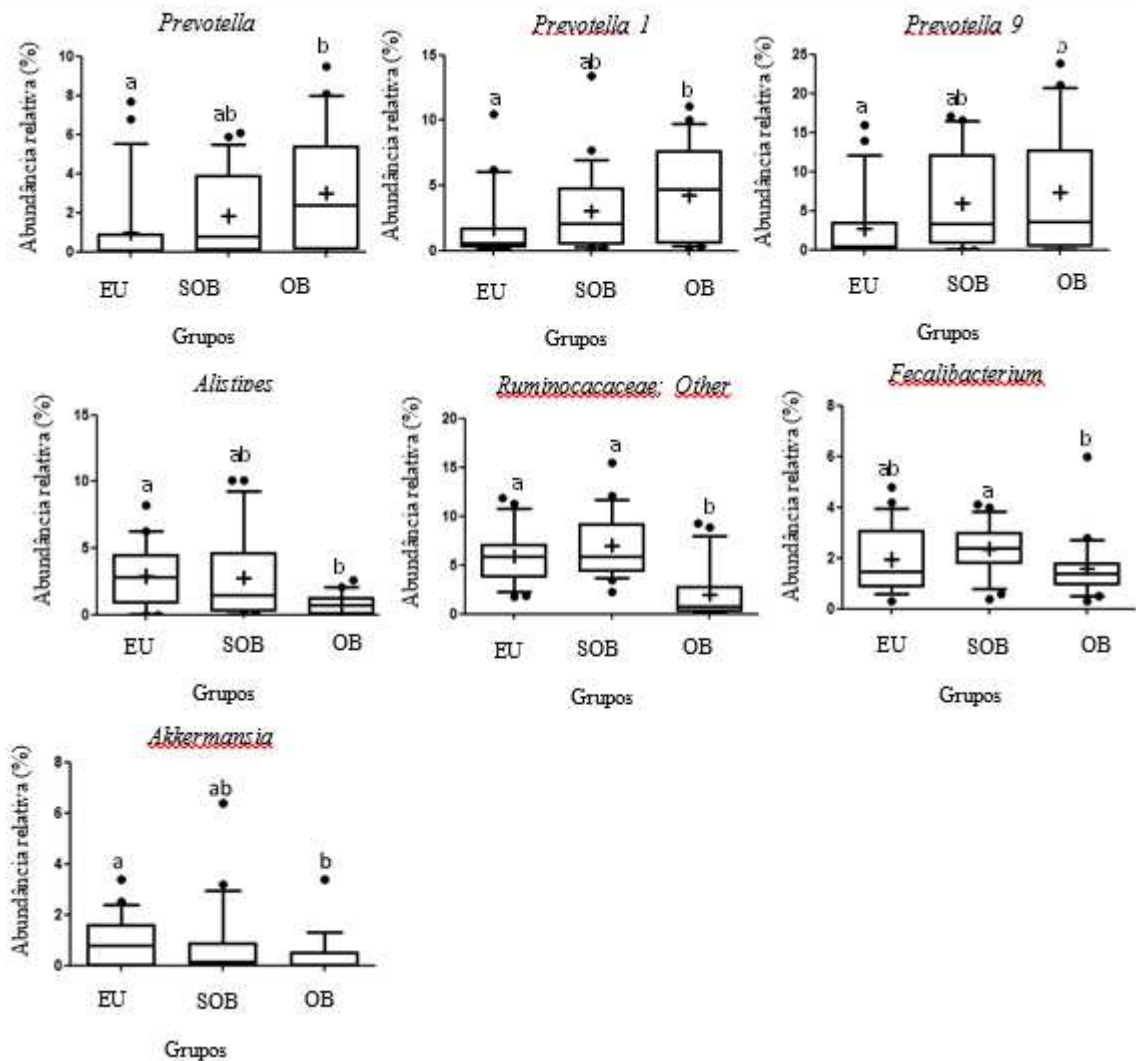 Prevotella
Prevotella 1
Prevotella 9
Abundância relativa (%)
10
8
6
4
2
0
a
ab
b
EU SOB OB
Grupos
Abundância relativa (%)
15
10
5
0
a
ab
b
EU SOB OB
Grupos
Abundância relativa (%)
25
20
15
10
5
0
a
ab
b
EU SOB OB
Grupos
Alistipes
Ruminocacaceae; Other
Fecalibacterium
Abundância relativa (%)
15
10
5
0
a
ab
b
EU SOB OB
Grupos
Abundância relativa (%)
20
15
10
5
0
a
a
b
EU SOB OB
Grupos
Abundância relativa (%)
8
6
4
2
0
ab
a
b
EU SOB OB
Grupos
Akkermansia
Abundância relativa (%)
8
6
4
2
0
a
ab
b
EU SOB OB
Grupos